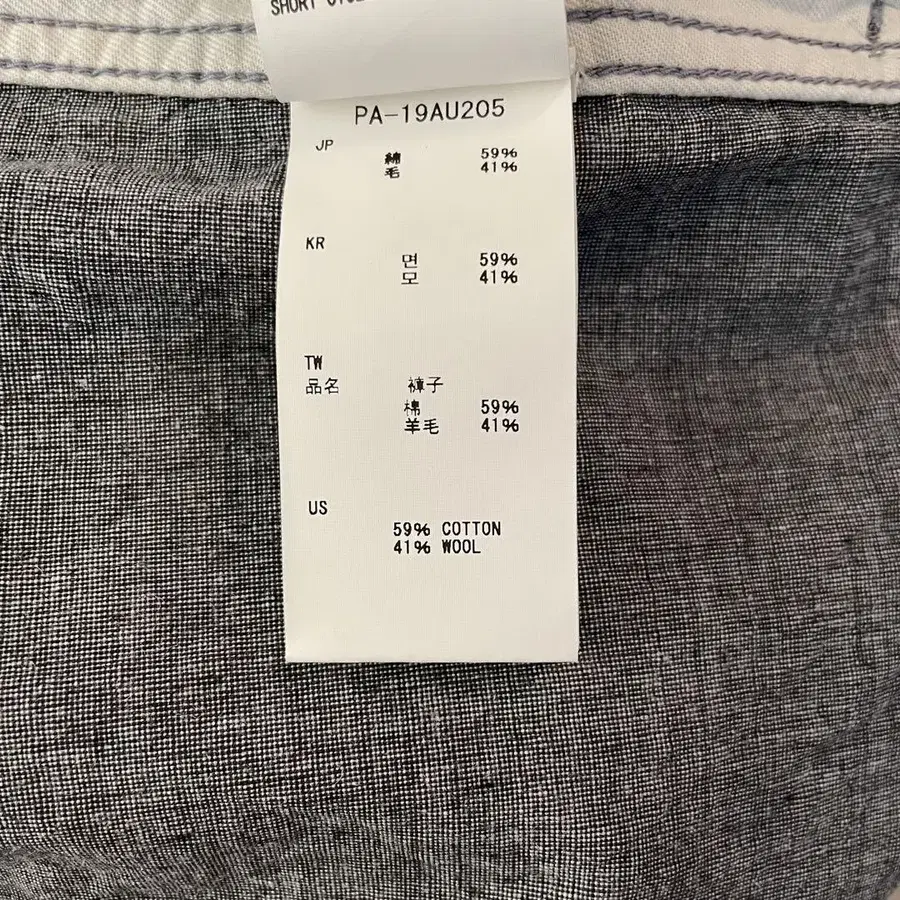 SHORT
PA-19AU205
JP
綿 59%
毛 41%
KR
면 59%
모 41%
TW
品名 褲子
棉 59%
羊毛 41%
US
59% COTTON
41% WOOL